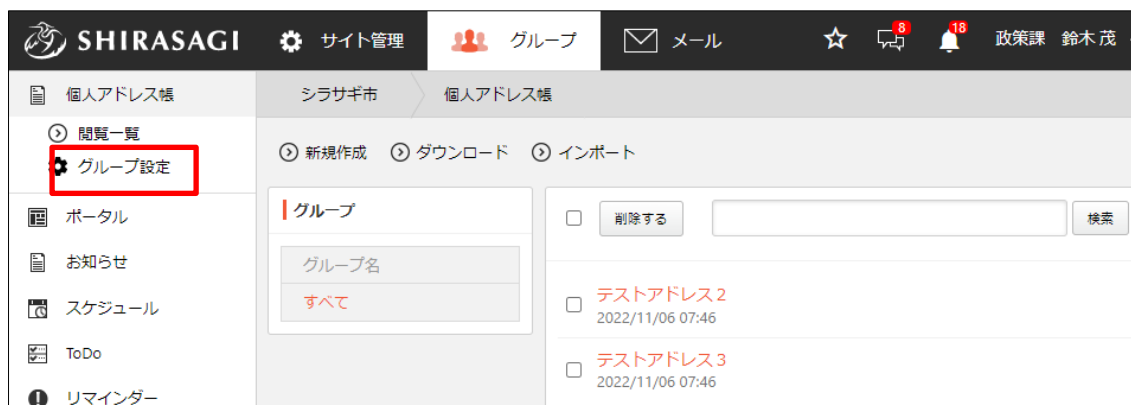 SHIRASAGI サイト管理 グループ メール 8 18 政策課 鈴木 茂
個人アドレス帳
シラサギ市 個人アドレス帳
閲覧一覧
グループ設定
新規作成 ダウンロード インポート
ポータル
お知らせ
スケジュール
ToDo
リマインダー
グループ
グループ名
すべて
削除する 検索
テストアドレス2
2022/11/06 07:46
テストアドレス3
2022/11/06 07:46